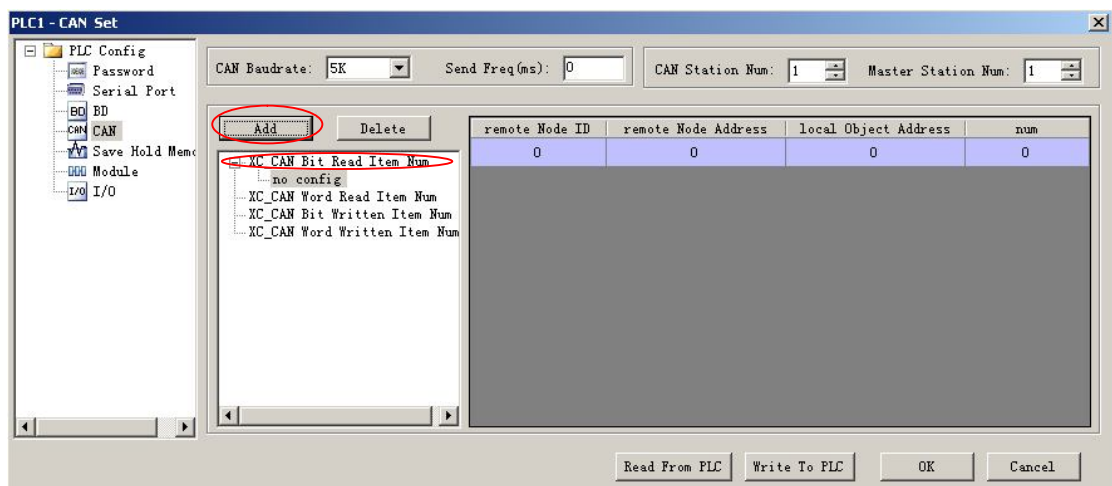 PLC1 - CAN Set
PLC Config
Password
Serial Port
BD BD
CAN CAN
Save Hold Memo
Module
I/O I/O
CAN Baudrate: 5K
Send Freq(ms): 0
CAN Station Num: 1
Master Station Num: 1
Add
Delete
XC_CAN Bit Read Item Num
no config
XC_CAN Word Read Item Num
XC_CAN Bit Written Item Num
XC_CAN Word Written Item Num
remote Node ID remote Node Address local Object Address num
0 0 0 0
Read From PLC Write To PLC OK Cancel